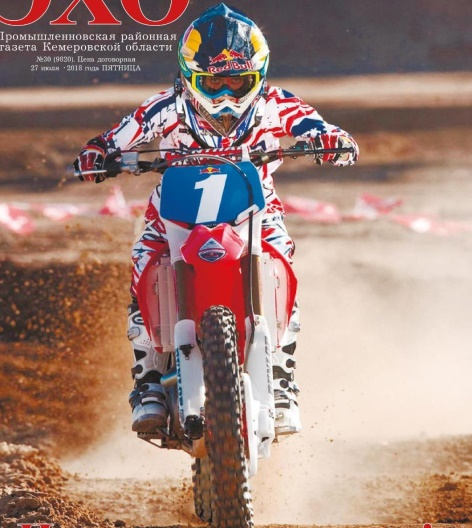 ЭХО
Промышленновская районная
газета Кемеровской области
№30 (9820). Цена договорная
27 июля - 2018 года ПЯТНИЦА
Red Bull
1